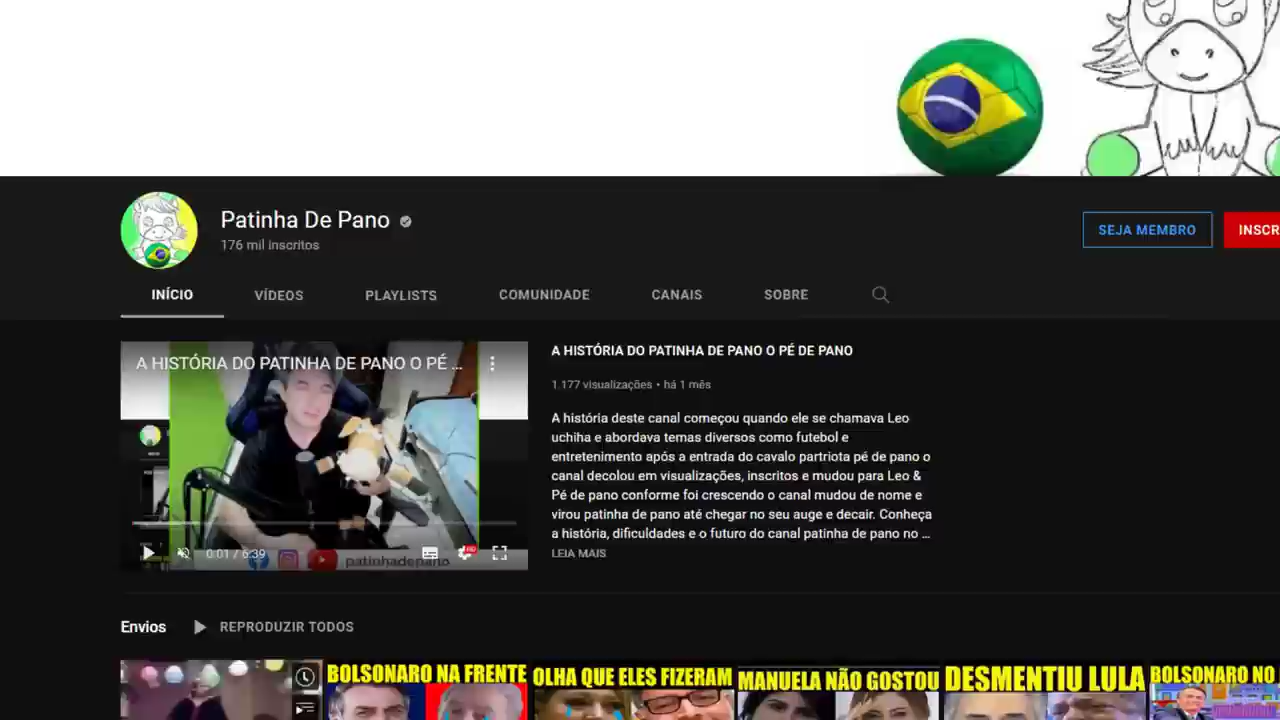 Patinha De Pano
176 mil inscritos
SEJA MEMBRO
INSCR
INÍCIO
VÍDEOS
PLAYLISTS
COMUNIDADE
CANAIS
SOBRE
A HISTÓRIA DO PATINHA DE PANO O PÉ ...
0:01 / 6:39
HD
patinhadepano
A HISTÓRIA DO PATINHA DE PANO O PÉ DE PANO
1.177 visualizações • há 1 mês
A história deste canal começou quando ele se chamava Leo
uchiha e abordava temas diversos como futebol e
entretenimento após a entrada do cavalo partriota pé de pano o
canal decolou em visualizações, inscritos e mudou para Leo &
Pé de pano conforme foi crescendo o canal mudou de nome e
virou patinha de pano até chegar no seu auge e decair. Conheça
a história, dificuldades e o futuro do canal patinha de pano no ...
LEIA MAIS
Envios
REPRODUZIR TODOS
BOLSONARO NA FRENTE
OLHA QUE ELES FIZERAM
MANUELA NÃO GOSTOU
DESMENTIU LULA
BOLSONARO NO